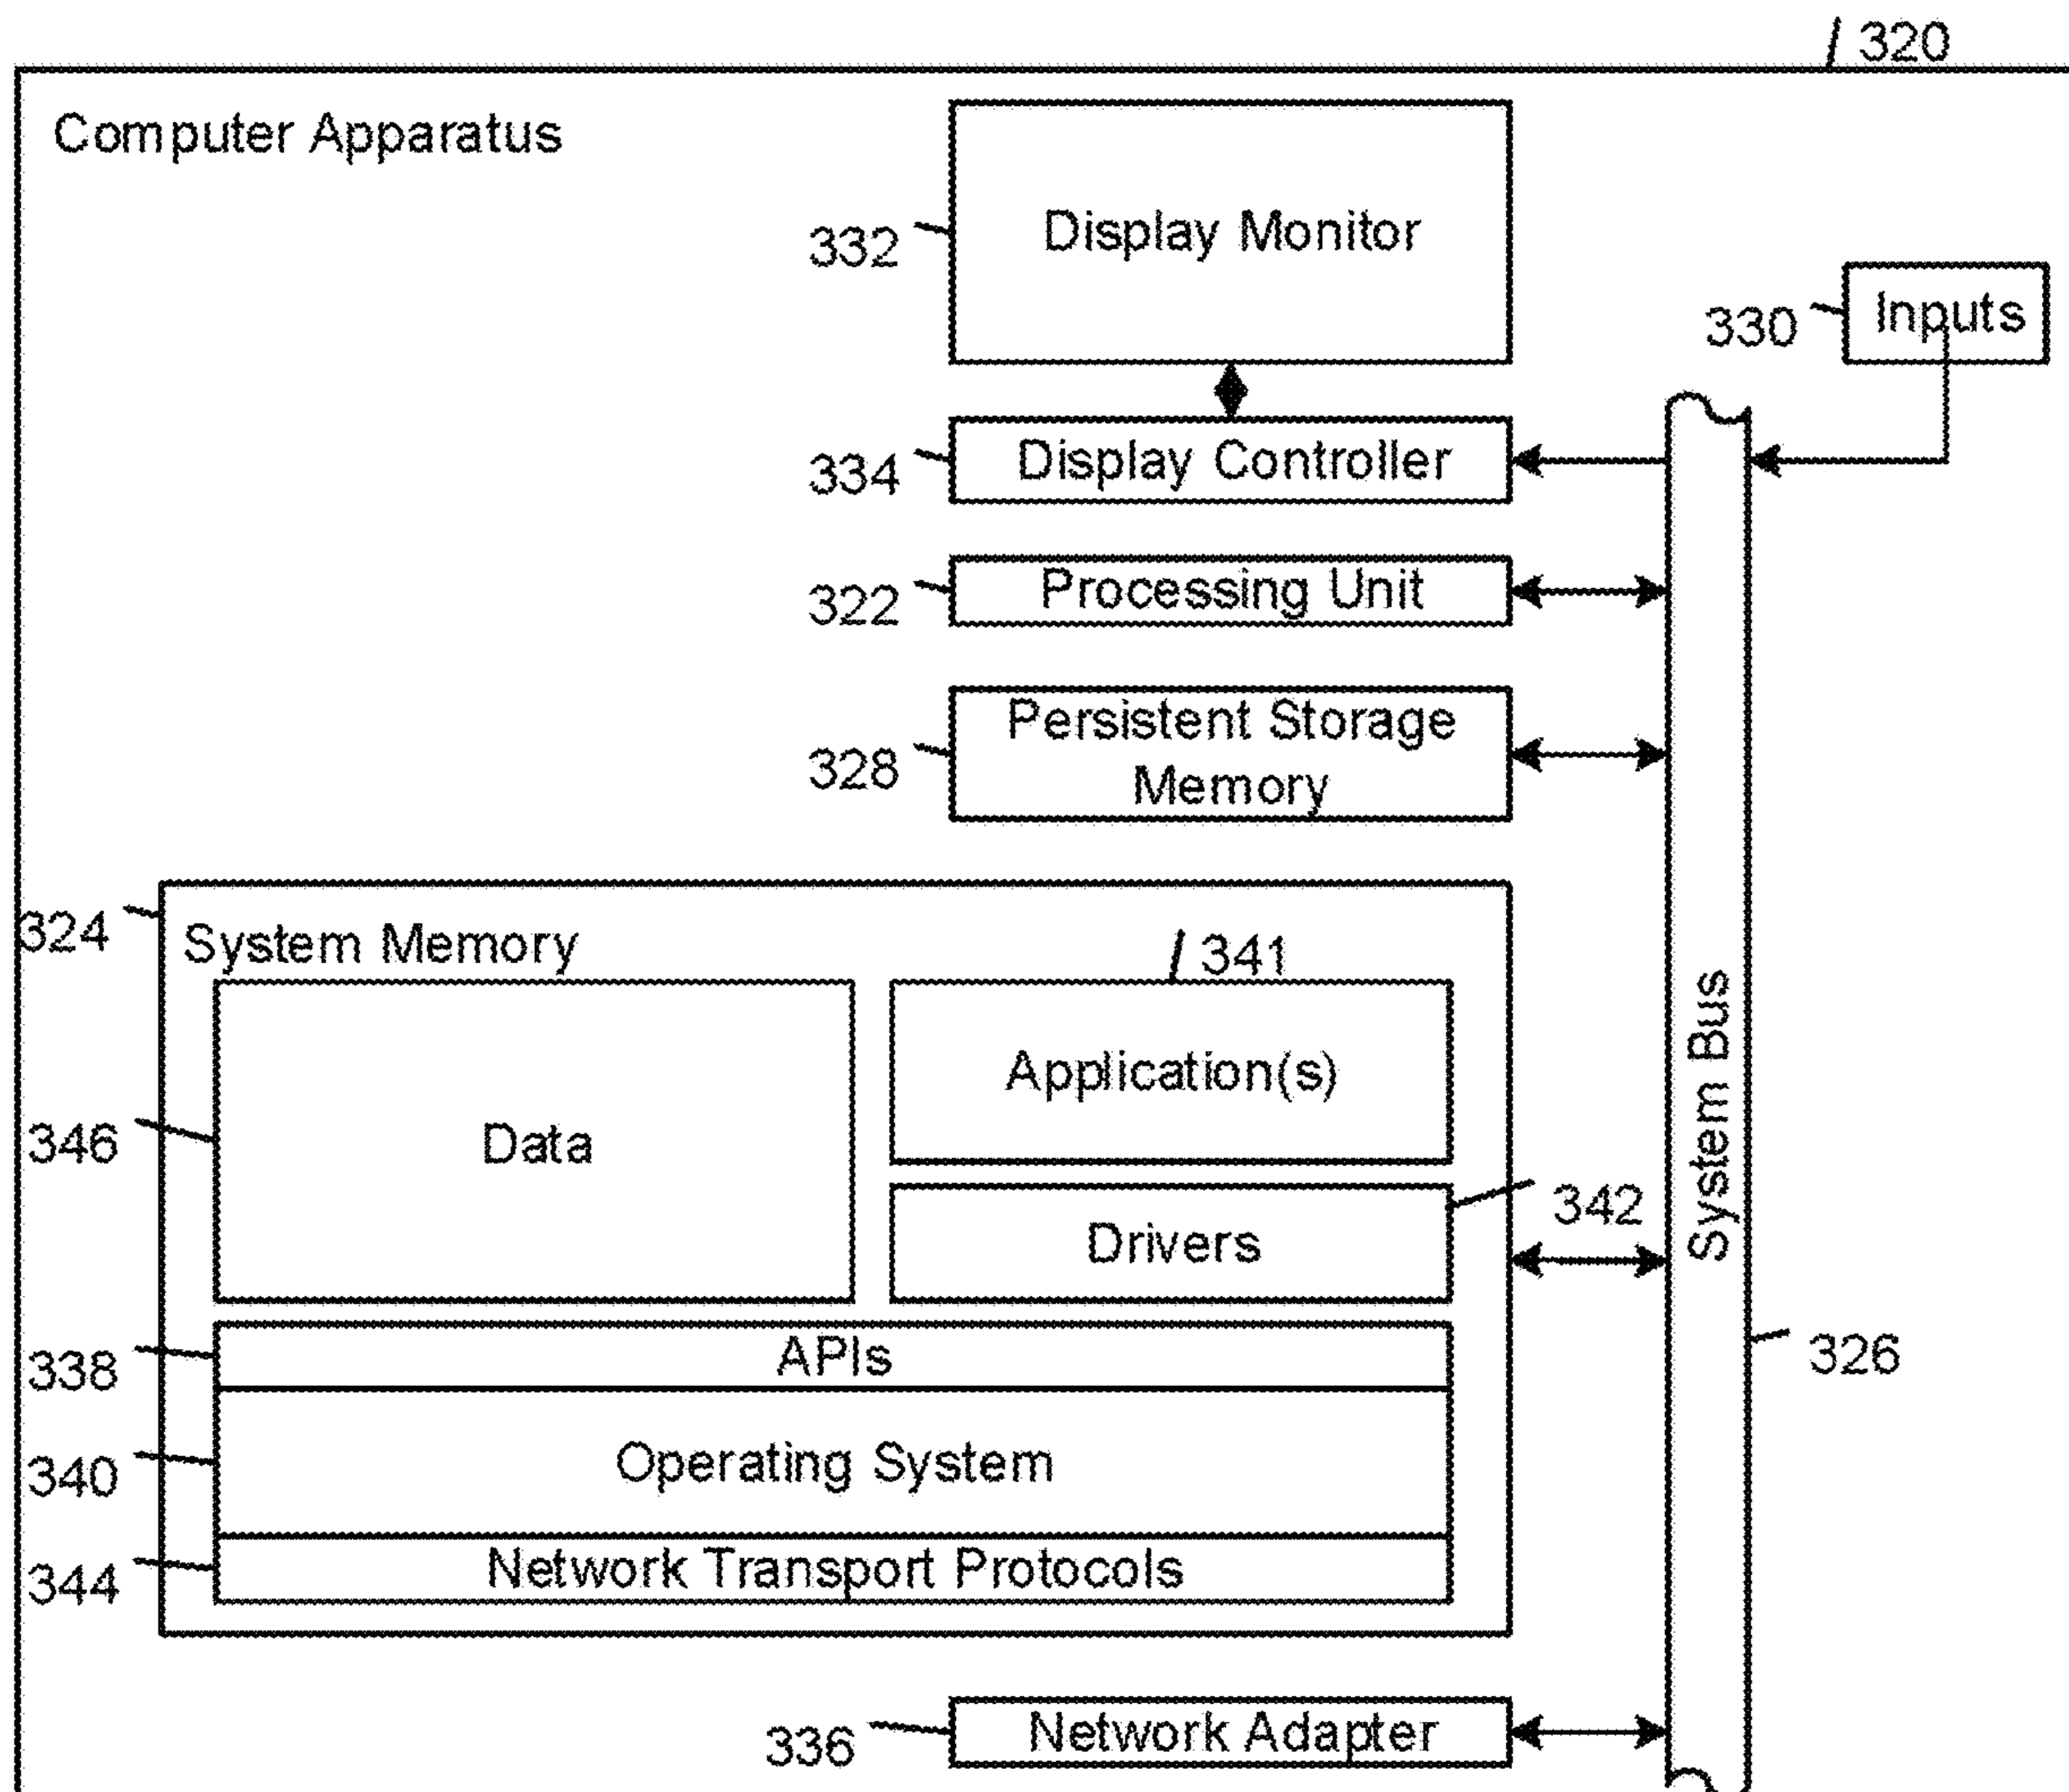 320
Computer Apparatus
332
Display Monitor
330
Inputs
334
Display Controller
322
Processing Unit
328
Persistent Storage
Memory
324
System Memory
341
Application(s)
346
Data
342
Drivers
System Bus
326
338
APIs
340
Operating System
344
Network Transport Protocols
336
Network Adapter